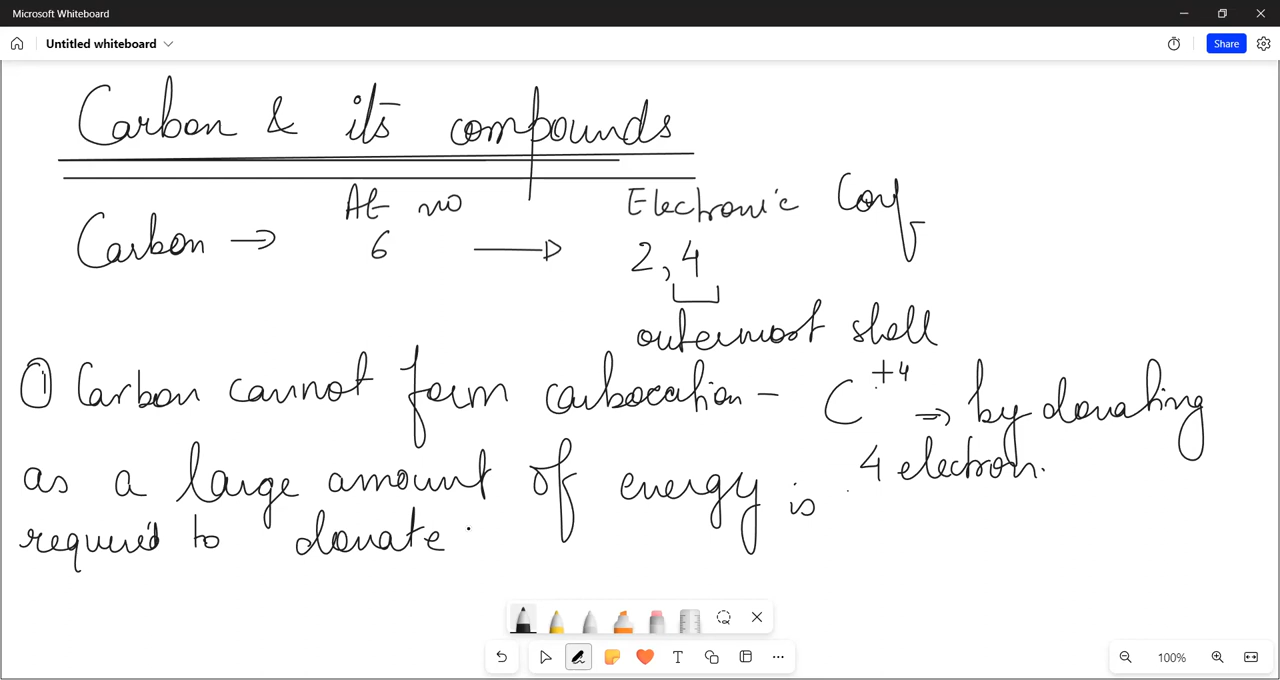 Microsoft Whiteboard
Untitled whiteboard
Share
Carbon & its compounds
At no
Electronic Conf
Carbon → 6 → 2, 4
outermost shell
① Carbon cannot form carbocation – C+4 ⇒ by donating
4 electron.
as a large amount of energy is
required to donate.
100%